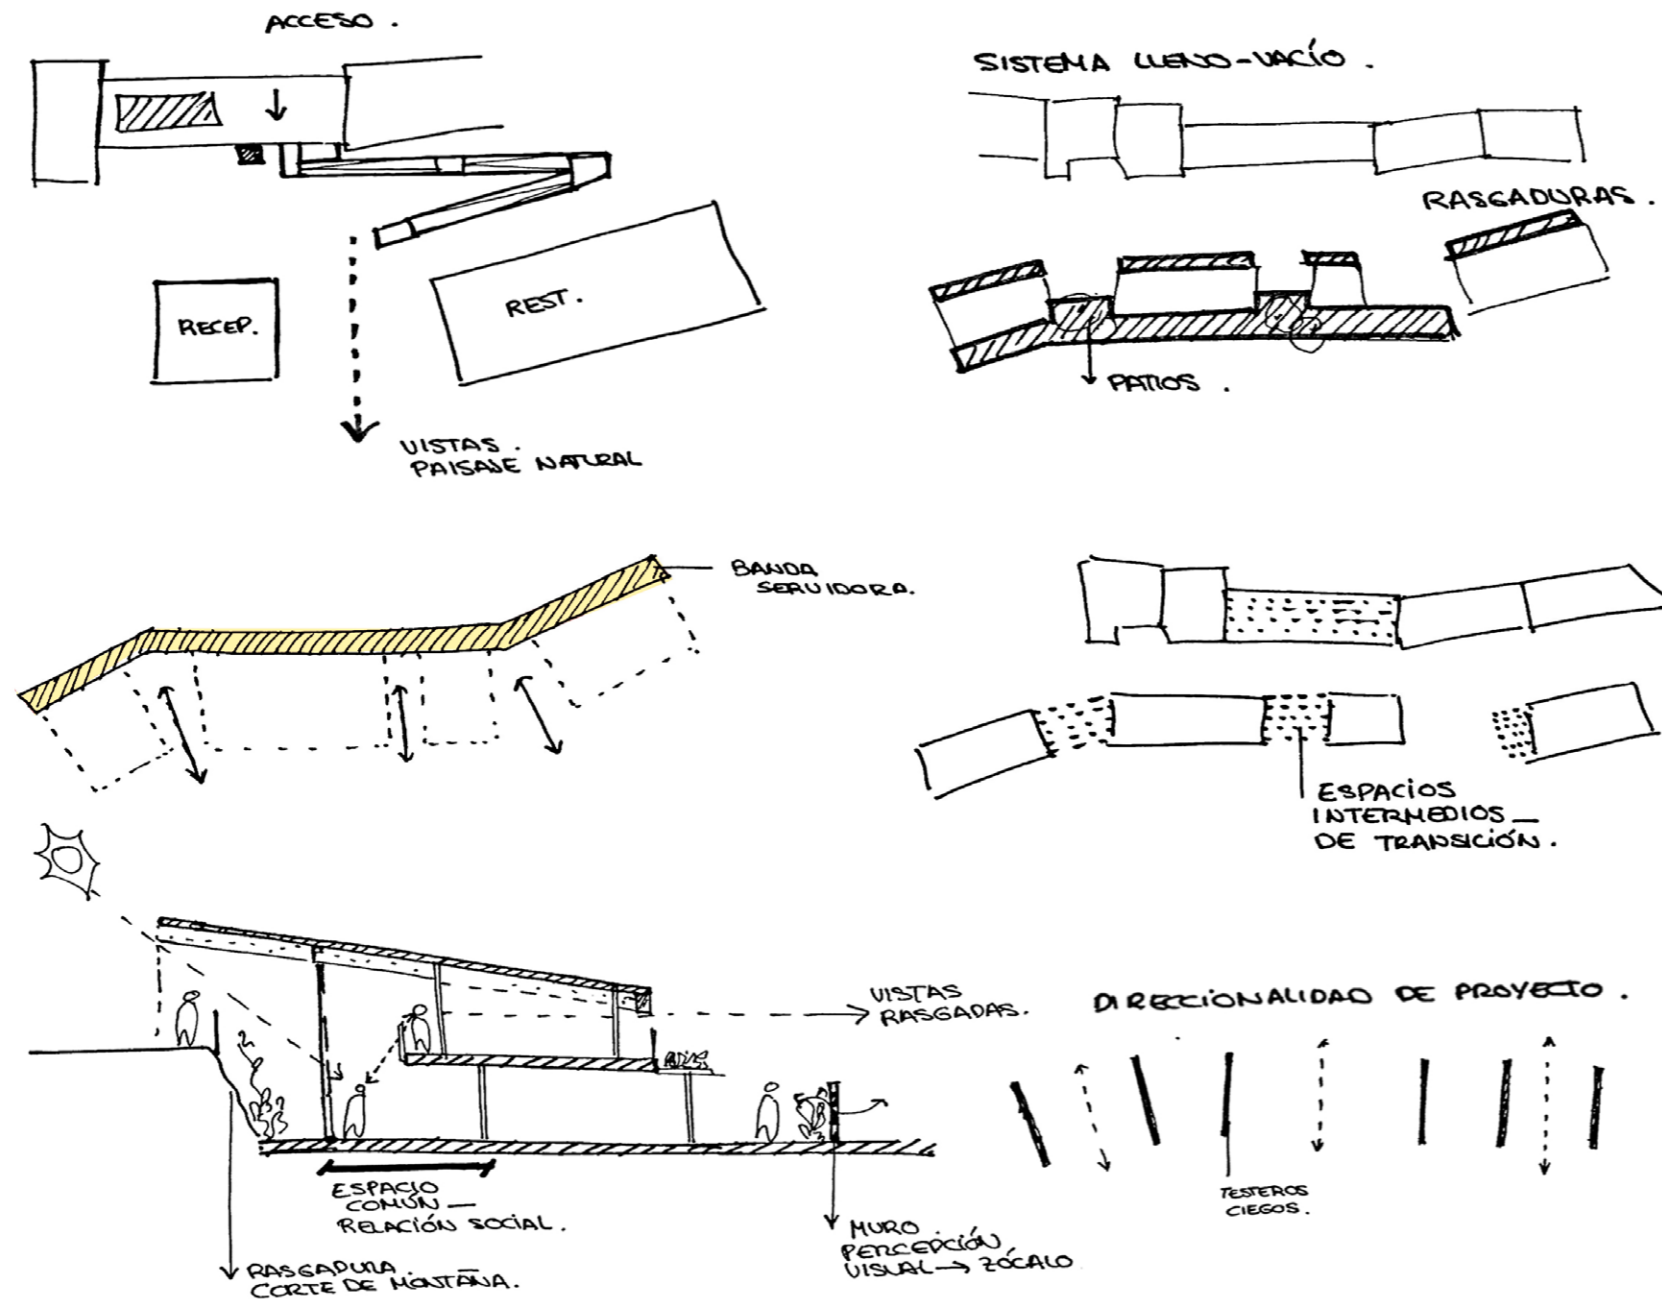 ACCESO.
RECEP.
REST.
VISTAS.
PAISAJE NATURAL
SISTEMA LLENO-VACÍO.
RASGADURAS.
PATIOS.
BANDA
SERVIDORA.
ESPACIOS
INTERMEDIOS
DE TRANSICIÓN.
VISTAS
RASGADAS.
ESPACIO
COMÚN
RELACIÓN SOCIAL.
RASGADURA
CORTE DE MONTAÑA.
MURO
PERCEPCIÓN
VISUAL → ZÓCALO
DIRECCIONALIDAD DE PROYECTO.
TESTEROS
CIEGOS.